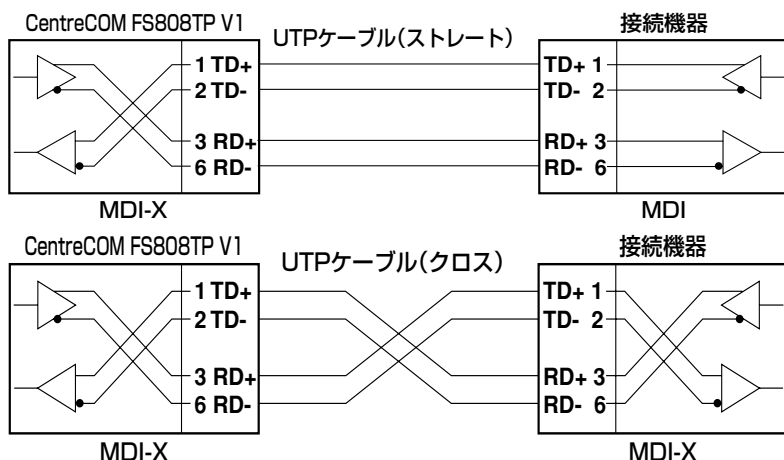 CentreCOM FS808TP V1
UTPケーブル(ストレート)
接続機器
1 TD+
2 TD-
3 RD+
6 RD-
TD+ 1
TD- 2
RD+ 3
RD- 6
MDI-X
MDI
CentreCOM FS808TP V1
UTPケーブル(クロス)
接続機器
1 TD+
2 TD-
3 RD+
6 RD-
TD+ 1
TD- 2
RD+ 3
RD- 6
MDI-X
MDI-X